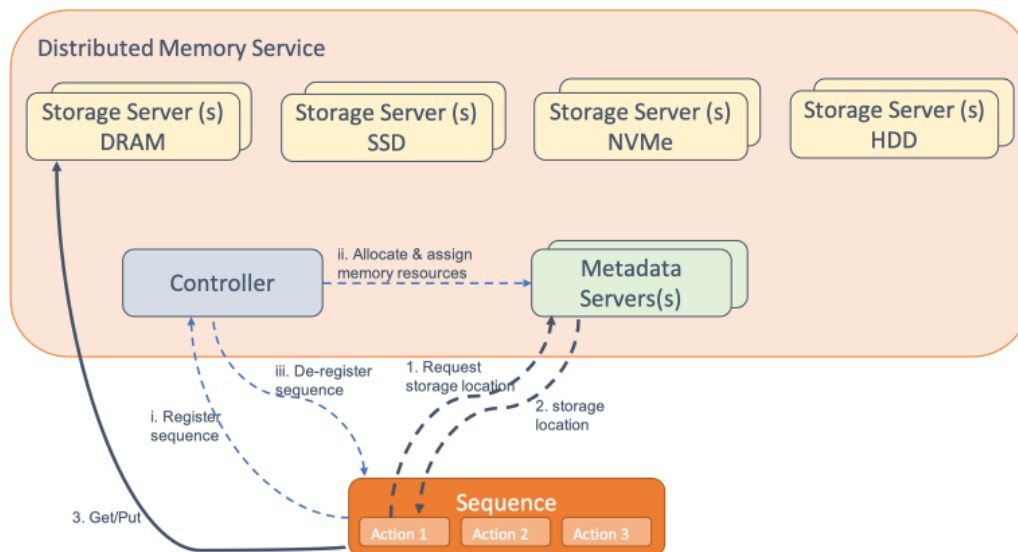 Distributed Memory Service
Storage Server (s)
DRAM
Storage Server (s)
SSD
Storage Server (s)
NVMe
Storage Server (s)
HDD
Controller
ii. Allocate & assign
memory resources
Metadata
Servers(s)
iii. De-register
sequence
1. Request
storage location
2. storage
location
i. Register
sequence
3. Get/Put
Sequence
Action 1
Action 2
Action 3